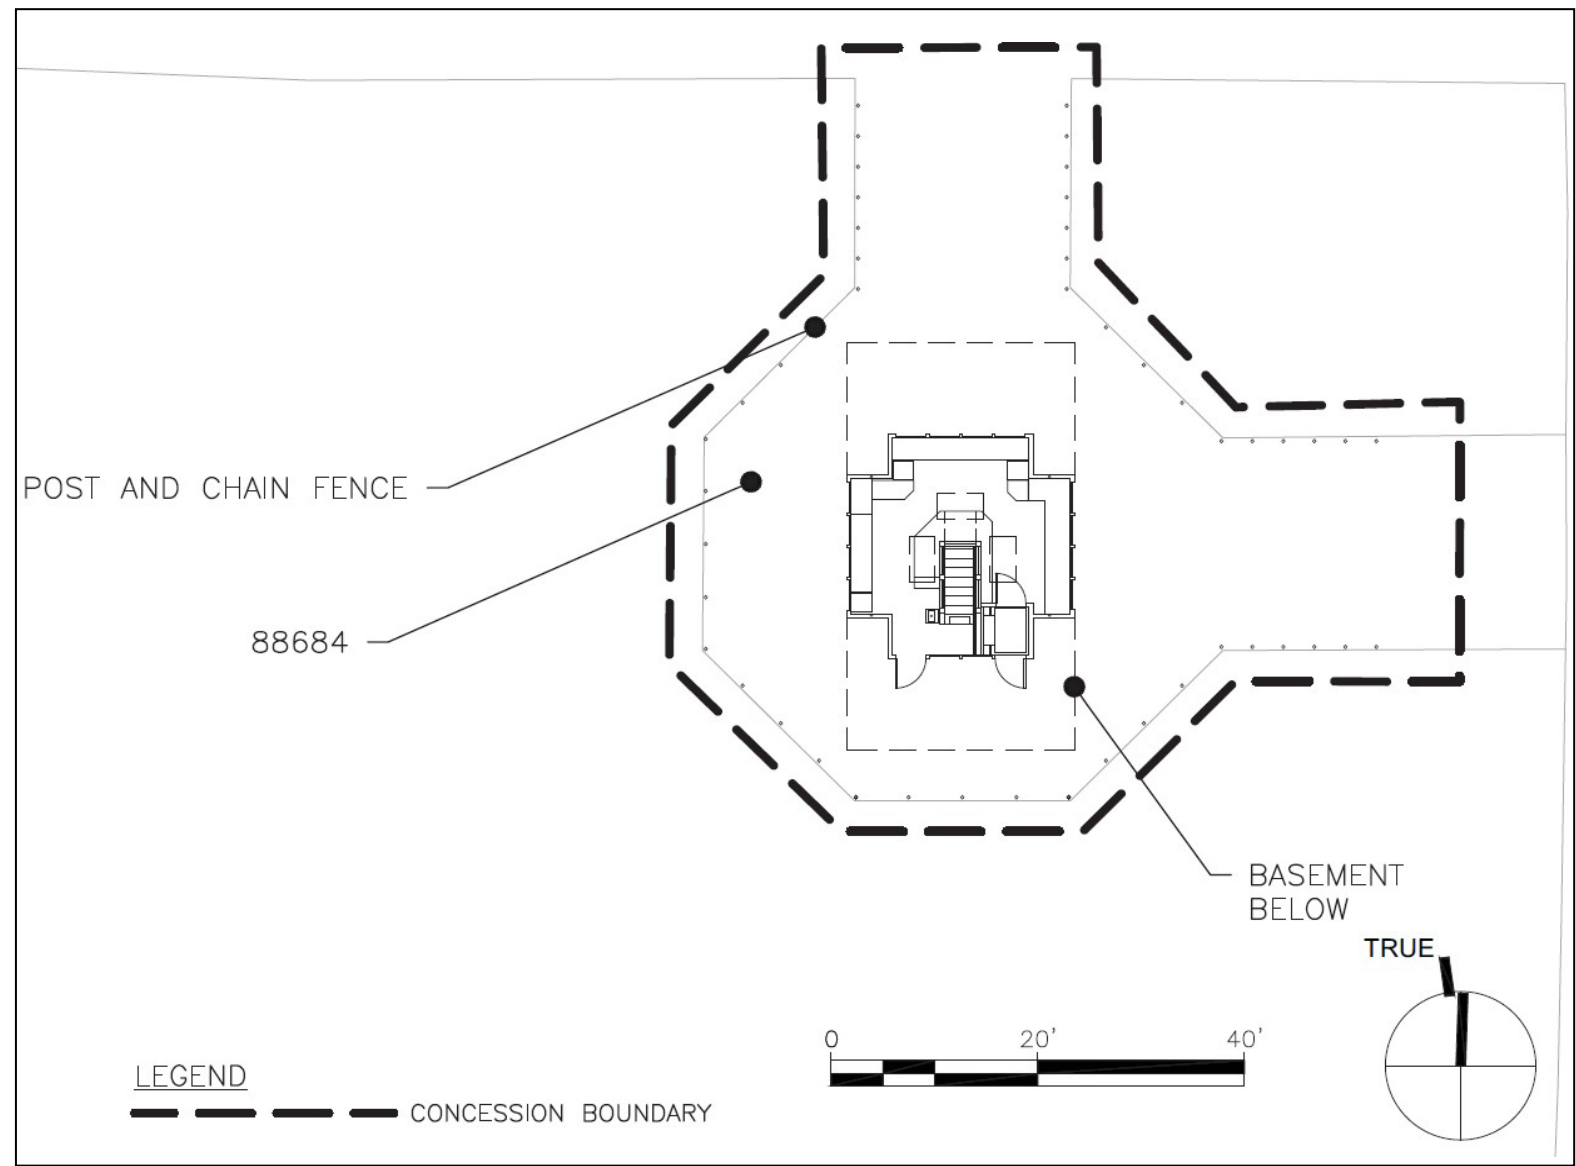 POST AND CHAIN FENCE
88684
BASEMENT
BELOW
TRUE
0 20' 40'
LEGEND
CONCESSION BOUNDARY